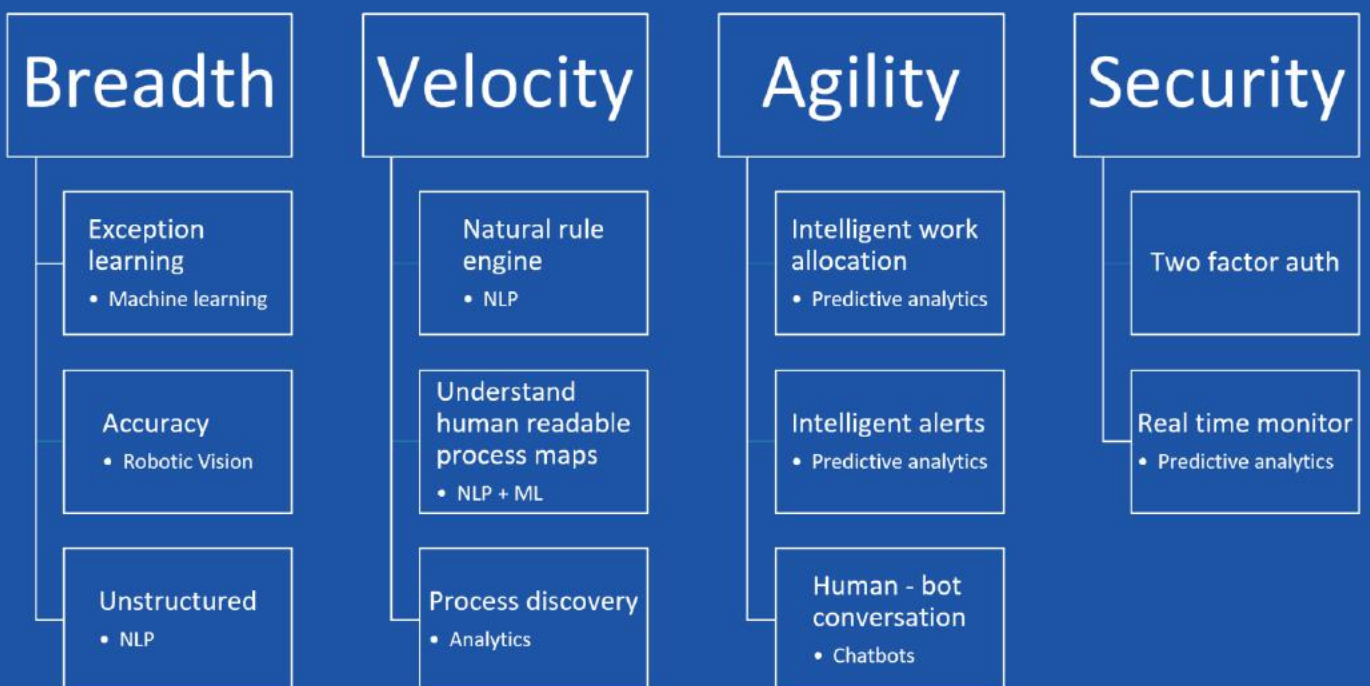 Breadth
Exception
learning
• Machine learning
Accuracy
• Robotic Vision
Unstructured
• NLP
Velocity
Natural rule
engine
• NLP
Understand
human readable
process maps
• NLP + ML
Process discovery
• Analytics
Agility
Intelligent work
allocation
• Predictive analytics
Intelligent alerts
• Predictive analytics
Human - bot
conversation
• Chatbots
Security
Two factor auth
Real time monitor
• Predictive analytics